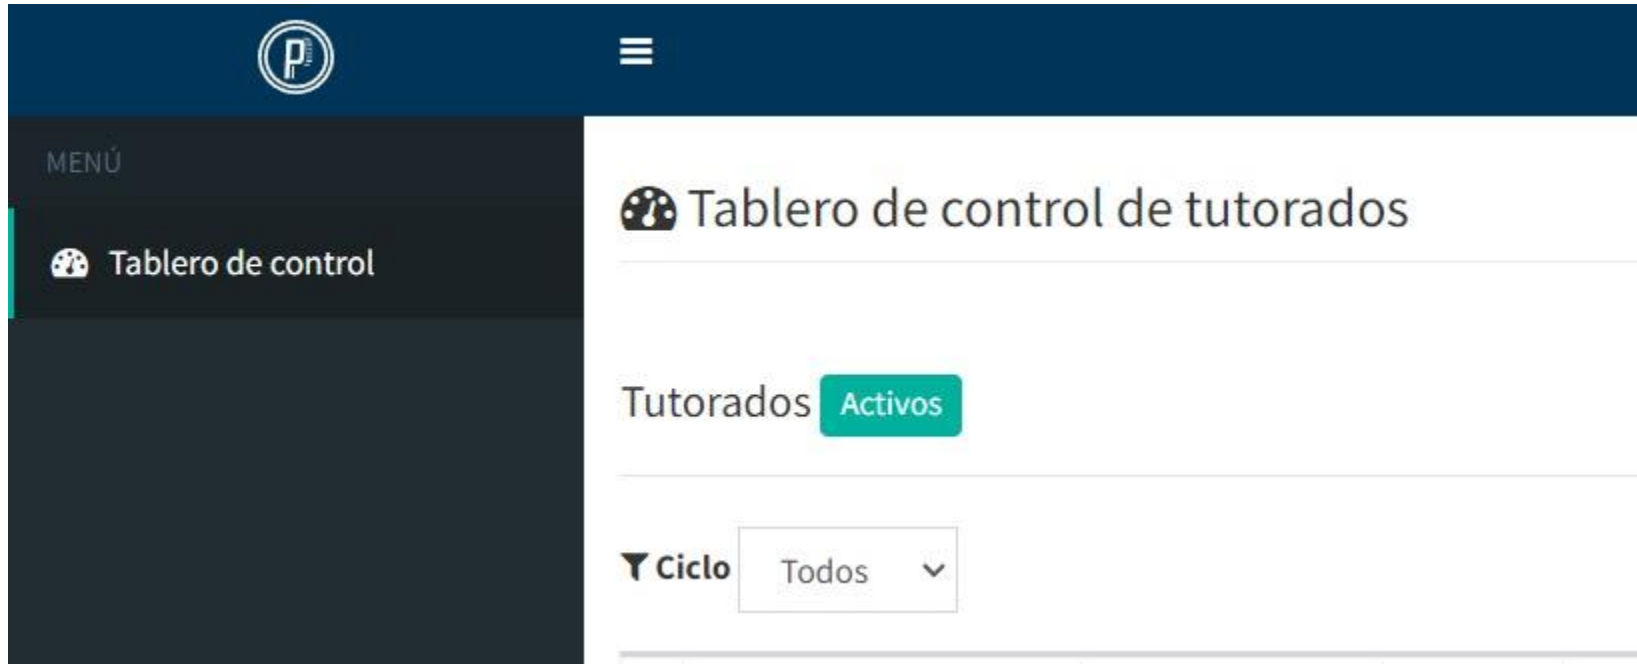 P
MENÚ
Tablero de control
Tablero de control de tutorados
Tutorados Activos
Ciclo Todos